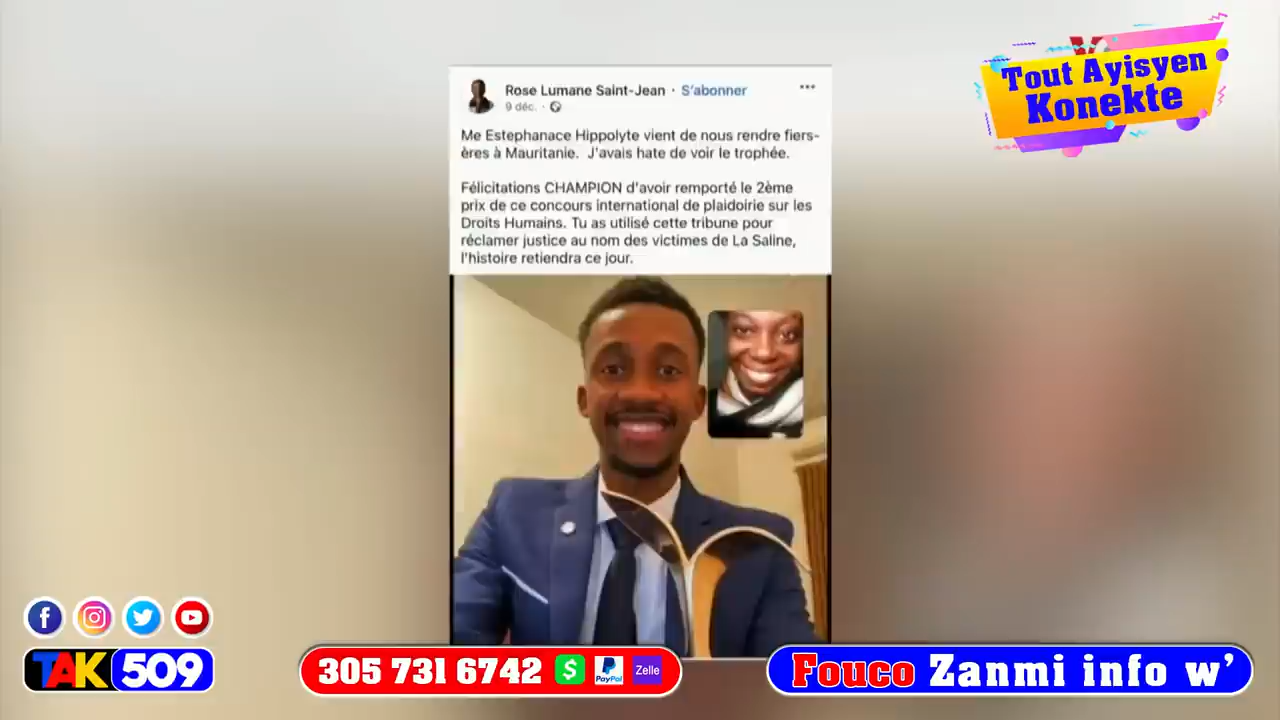 Rose Lumane Saint-Jean · S'abonner
9 déc. ·
Me Estephanace Hippolyte vient de nous rendre fiers-
ères à Mauritanie. J'avais hate de voir le trophée.
Félicitations CHAMPION d'avoir remporté le 2ème
prix de ce concours international de plaidoirie sur les
Droits Humains. Tu as utilisé cette tribune pour
réclamer justice au nom des victimes de La Saline,
l'histoire retiendra ce jour.
Tout Ayisyen
Konekte
TAK 509
305 731 6742 $ PayPal Zelle
Fouco Zanmi info w'